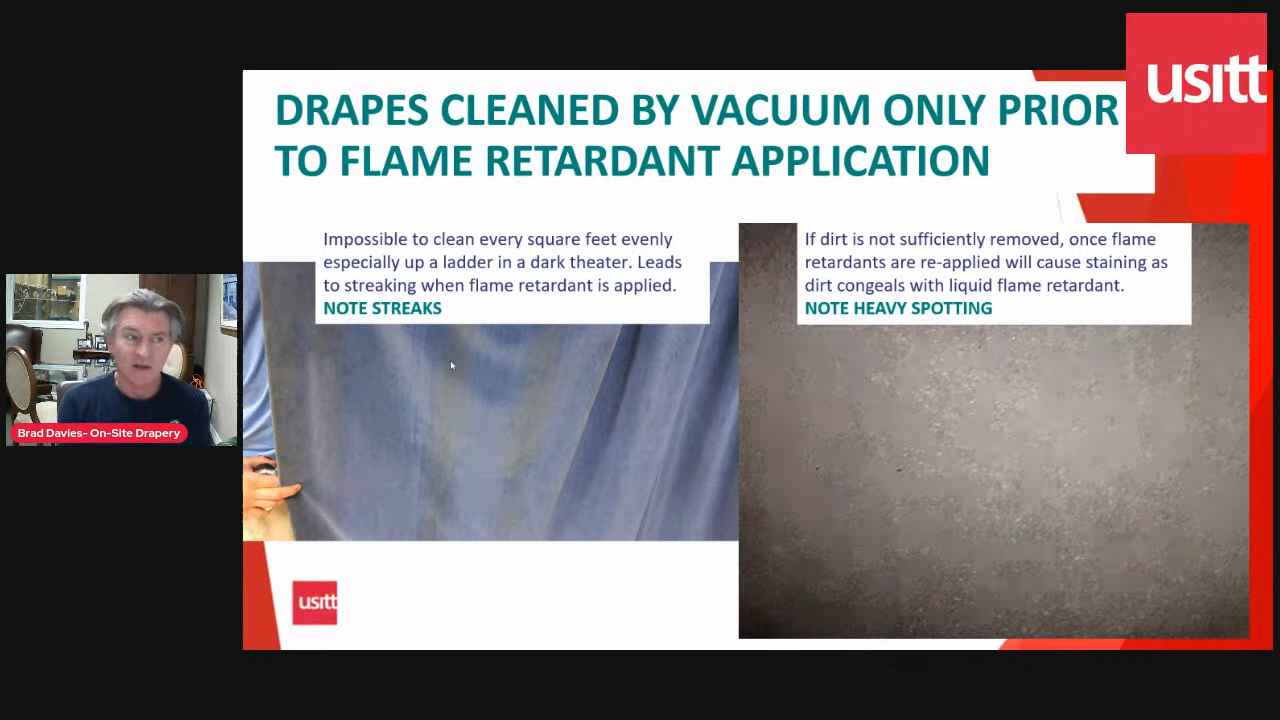 usitt
DRAPES CLEANED BY VACUUM ONLY PRIOR
TO FLAME RETARDANT APPLICATION
Impossible to clean every square feet evenly
especially up a ladder in a dark theater. Leads
to streaking when flame retardant is applied.
NOTE STREAKS
If dirt is not sufficiently removed, once flame
retardants are re-applied will cause staining as
dirt congeals with liquid flame retardant.
NOTE HEAVY SPOTTING
Brad Davies- On-Site Drapery
usitt